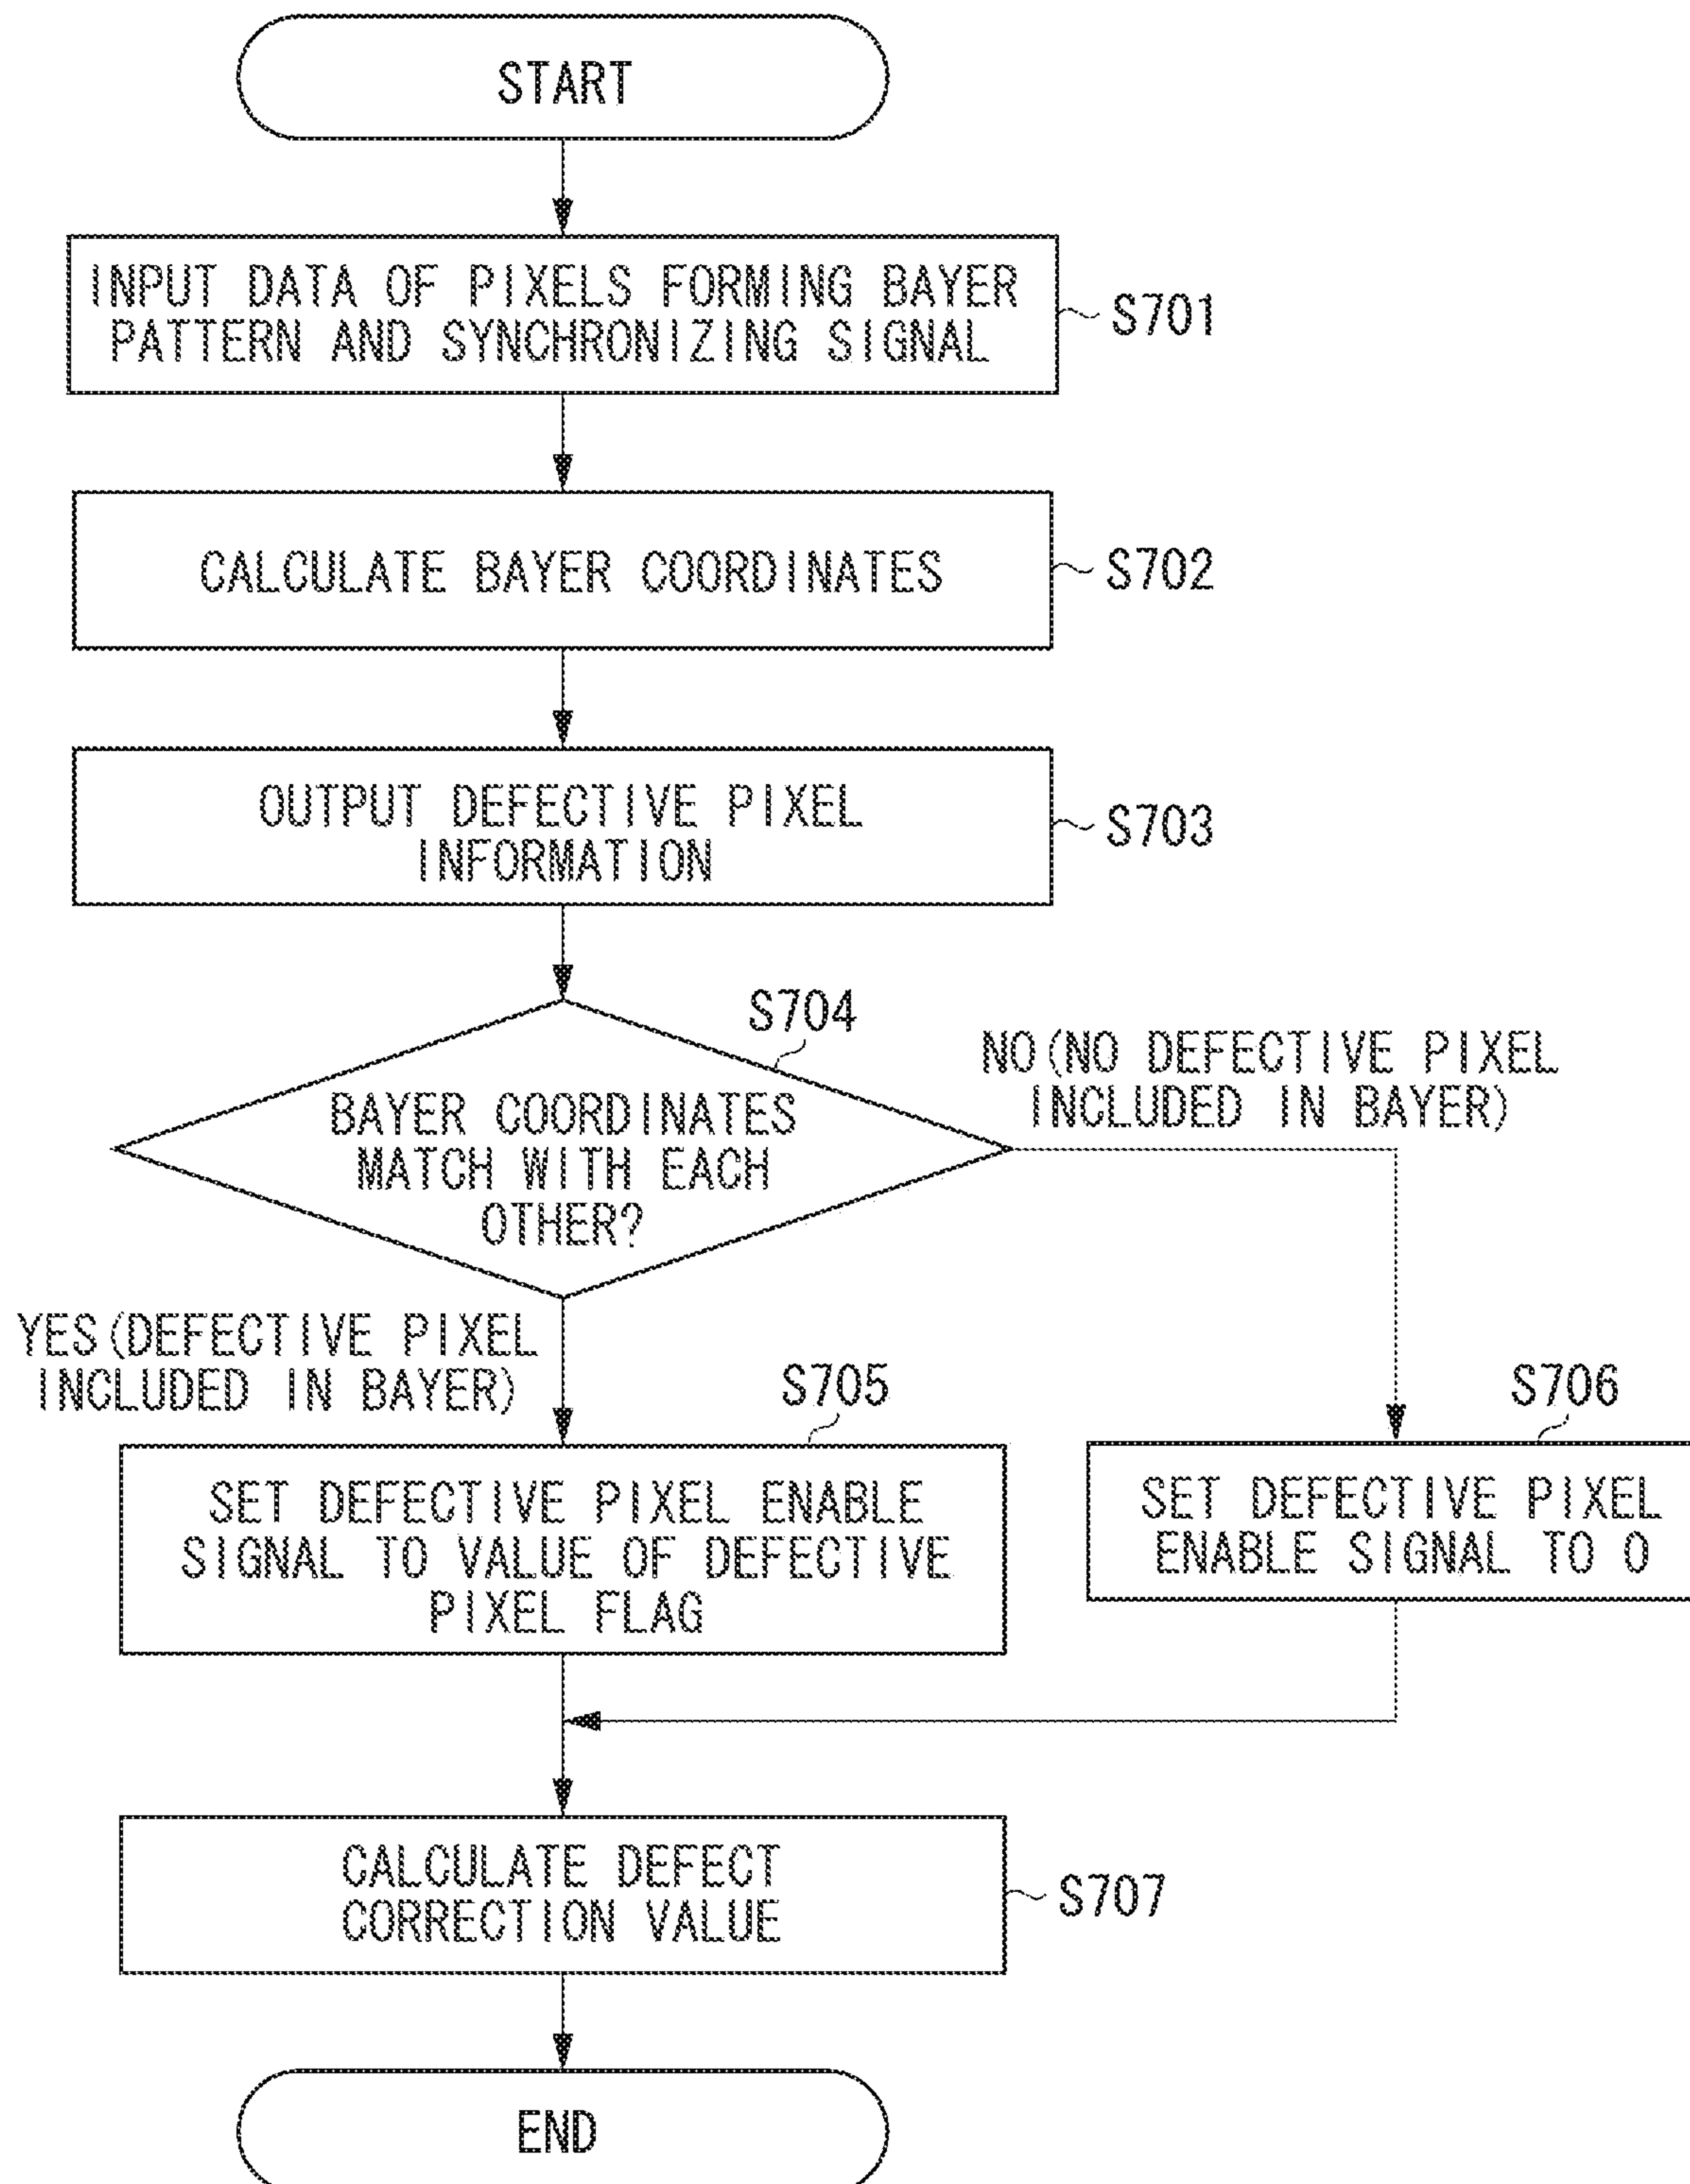 START
INPUT DATA OF PIXELS FORMING BAYER
PATTERN AND SYNCHRONIZING SIGNAL
S701
CALCULATE BAYER COORDINATES
S702
OUTPUT DEFECTIVE PIXEL
INFORMATION
S703
S704
BAYER COORDINATES
MATCH WITH EACH
OTHER?
NO(NO DEFECTIVE PIXEL
INCLUDED IN BAYER)
YES(DEFECTIVE PIXEL
INCLUDED IN BAYER)
S705
SET DEFECTIVE PIXEL ENABLE
SIGNAL TO VALUE OF DEFECTIVE
PIXEL FLAG
S706
SET DEFECTIVE PIXEL
ENABLE SIGNAL TO 0
CALCULATE DEFECT
CORRECTION VALUE
S707
END